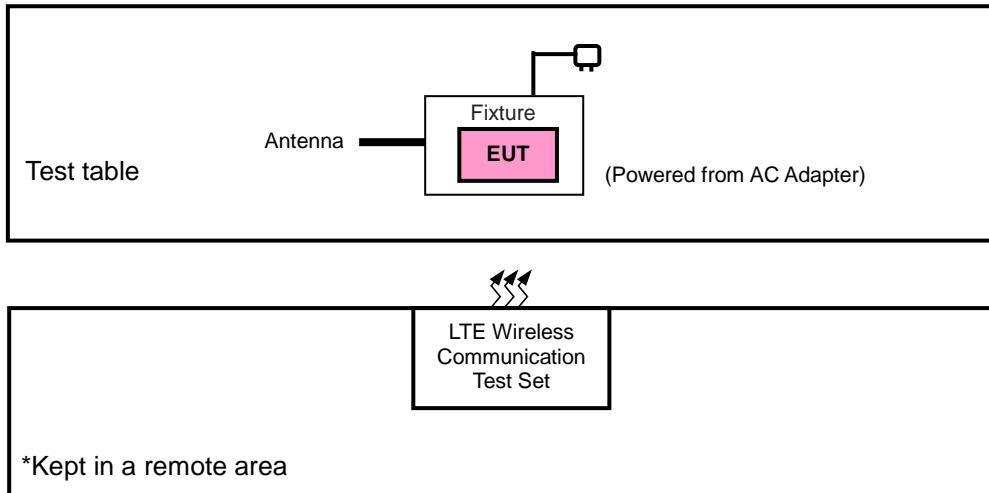 Fixture
Antenna
EUT
Test table
(Powered from AC Adapter)
LTE Wireless
Communication
Test Set
*Kept in a remote area